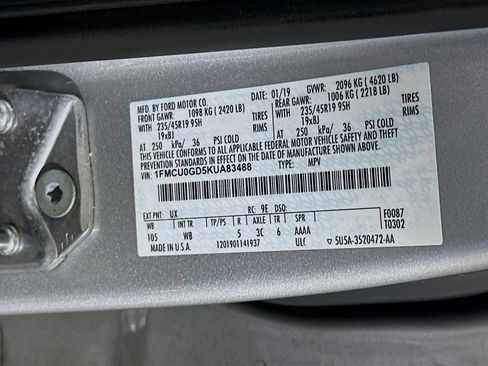 MFD. BY FORD MOTOR CO. 01/19 GVWR: 2096 KG ( 4620 LB)
FRONT GAWR: 1098 KG ( 2420 LB) REAR GAWR: 1006 KG ( 2218 LB)
WITH 235/45R19 95H TIRES WITH 235/45R19 95H TIRES
19x8J RIMS 19x8J RIMS
AT 250 kPa/ 36 PSI COLD AT 250 kPa/ 36 PSI COLD
THIS VEHICLE CONFORMS TO ALL APPLICABLE FEDERAL MOTOR VEHICLE SAFETY AND THEFT
PREVENTION STANDARDS IN EFFECT ON THE DATE OF MANUFACTURE SHOWN ABOVE.
VIN: 1FMCU0GD5KUA83488 TYPE: MPV
EXT PNT: UX RC: 9E DSO: F0087
WB INT TR TP/PS R AXLE TR SPR T0302
105 WB 5 3C 6 AAAA
MADE IN U.S.A. 1201901141937 ULC ▽ 5U5A-3520472-AA